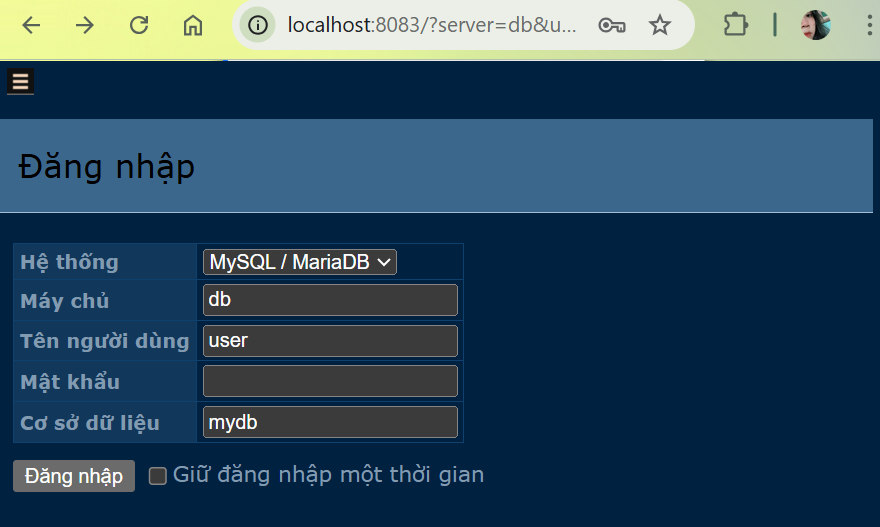 localhost:8083/?server=db&u...
Đăng nhập
Hệ thống MySQL / MariaDB
Máy chủ db
Tên người dùng user
Mật khẩu
Cơ sở dữ liệu mydb
Đăng nhập Giữ đăng nhập một thời gian